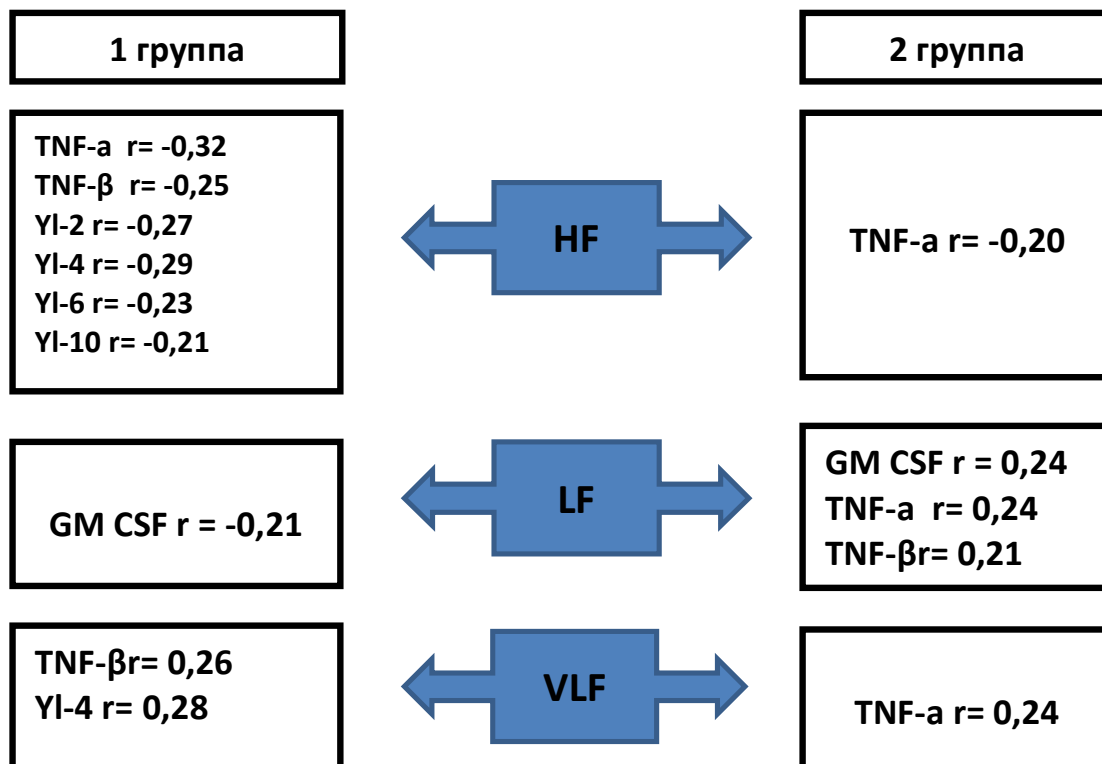 1 группа
2 группа
TNF-a r= -0,32
TNF-β r= -0,25
Yl-2 r= -0,27
Yl-4 r= -0,29
Yl-6 r= -0,23
Yl-10 r= -0,21
HF
TNF-a r= -0,20
GM CSF r = -0,21
LF
GM CSF r = 0,24
TNF-a r= 0,24
TNF-βr= 0,21
TNF-βr= 0,26
Yl-4 r= 0,28
VLF
TNF-a r= 0,24